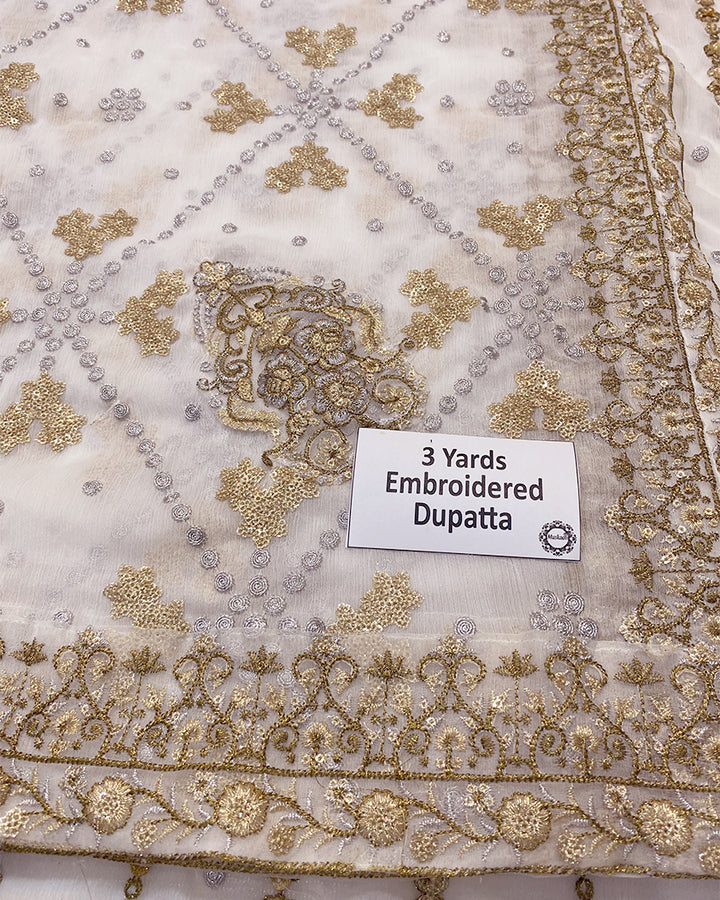 3 Yards
Embroidered
Dupatta